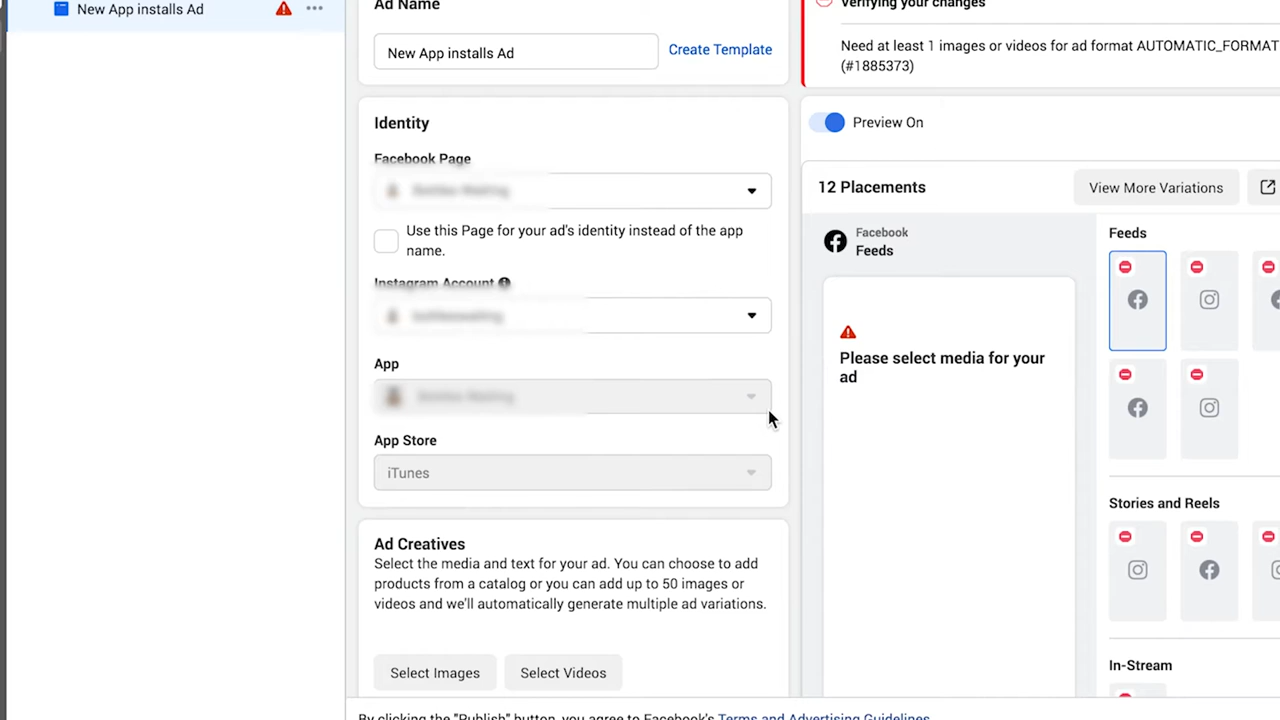 New App installs Ad
Ad Name
New App installs Ad
Create Template
Identity
Facebook Page
Use this Page for your ad's identity instead of the app
name.
Instagram Account
App
App Store
iTunes
Ad Creatives
Select the media and text for your ad. You can choose to add
products from a catalog or you can add up to 50 images or
videos and we'll automatically generate multiple ad variations.
Select Images
Select Videos
By clicking the "Publish" button, you agree to Facebook's Terms and Advertising Guidelines
Verifying your changes
Need at least 1 images or videos for ad format AUTOMATIC_FORMAT
(#1885373)
Preview On
12 Placements
View More Variations
Facebook
Feeds
Please select media for your
ad
Feeds
Stories and Reels
In-Stream